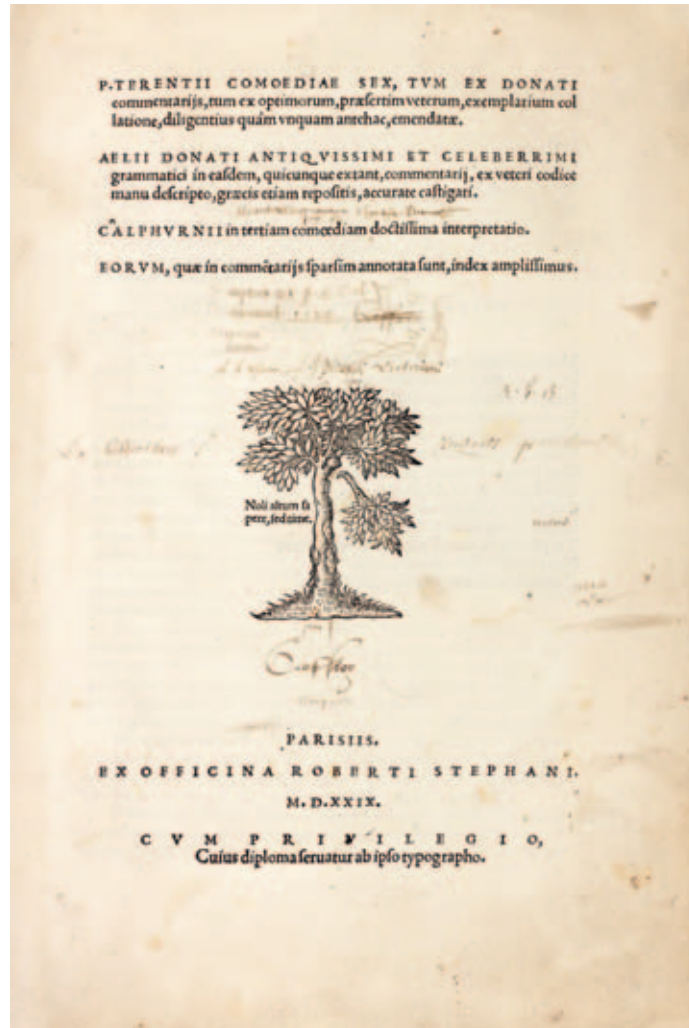 P. TERENTII COMOEDIAE SEX, TVM EX DONATI
commentarijs, tum ex optimorum, præsertim veterum, exemplarium col
latione, diligentius quàm vnquam antehac, emendatæ.
AELII DONATI ANTIQVISSIMI ET CELEBERRIMI
grammatici in easdem, quicunque extant, commentarij, ex veteri codice
manu descripto, græcis etiam repositis, accurate castigati.
CALPHVRNII in tertiam comœdiam doctissima interpretatio.
EORVM, quæ in commētarijs sparsim annotata sunt, index amplissimus.
Noli altum sa
pere, sed time.
PARISIIS.
EX OFFICINA ROBERTI STEPHANI.
M. D. XXIX.
CVM PRIVILEGIO,
Cuius diploma seruatur ab ipso typographo.